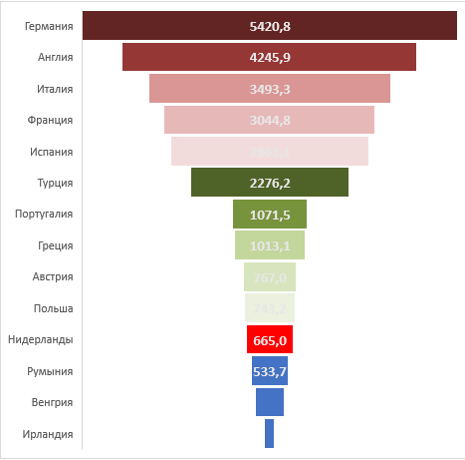 Германия 5420,8
Англия 4245,9
Италия 3493,3
Франция 3044,8
Испания
Турция 2276,2
Португалия 1071,5
Греция 1013,1
Австрия 767,0
Польша 743,2
Нидерланды 665,0
Румыния 533,7
Венгрия
Ирландия